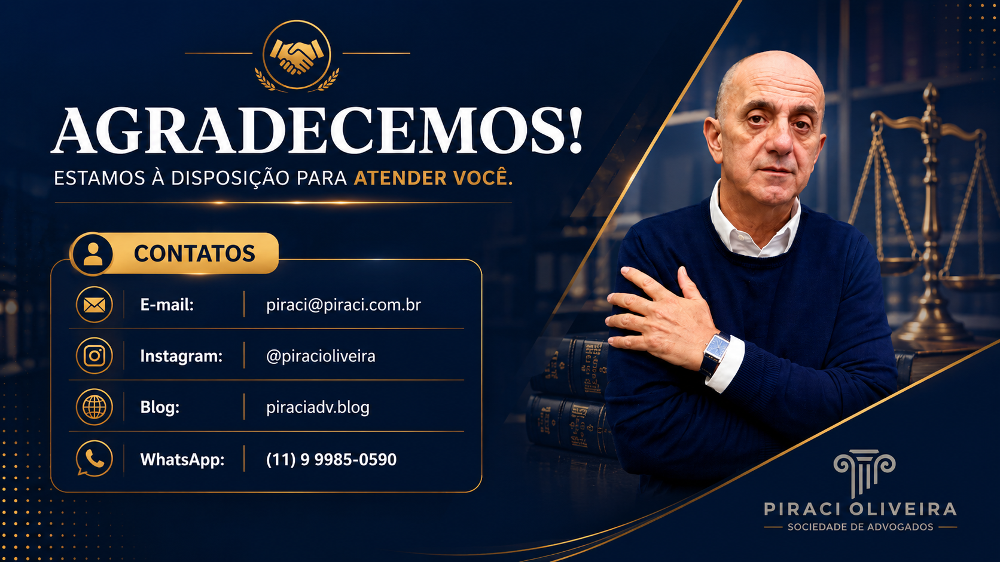 AGRADECEMOS!
ESTAMOS À DISPOSIÇÃO PARA ATENDER VOCÊ.
CONTATOS
E-mail: piraci@piraci.com.br
Instagram: @piracioliveira
Blog: piraciadv.blog
WhatsApp: (11) 9 9985-0590
PIRACI OLIVEIRA
SOCIEDADE DE ADVOGADOS